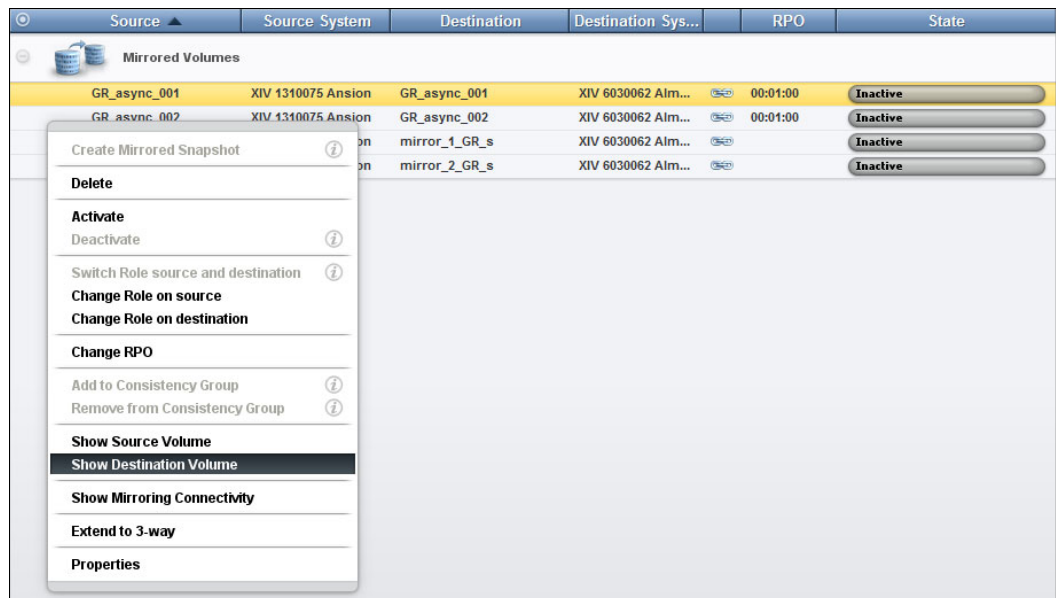 Source Source System Destination Destination Sys... RPO State
Mirrored Volumes
GR_async_001 XIV 1310075 Ansion GR_async_001 XIV 6030062 Alm... 00:01:00 Inactive
GR_async_002 XIV 1310075 Ansion GR_async_002 XIV 6030062 Alm... 00:01:00 Inactive
on mirror_1_GR_s XIV 6030062 Alm... Inactive
on mirror_2_GR_s XIV 6030062 Alm... Inactive
Create Mirrored Snapshot
Delete
Activate
Deactivate
Switch Role source and destination
Change Role on source
Change Role on destination
Change RPO
Add to Consistency Group
Remove from Consistency Group
Show Source Volume
Show Destination Volume
Show Mirroring Connectivity
Extend to 3-way
Properties